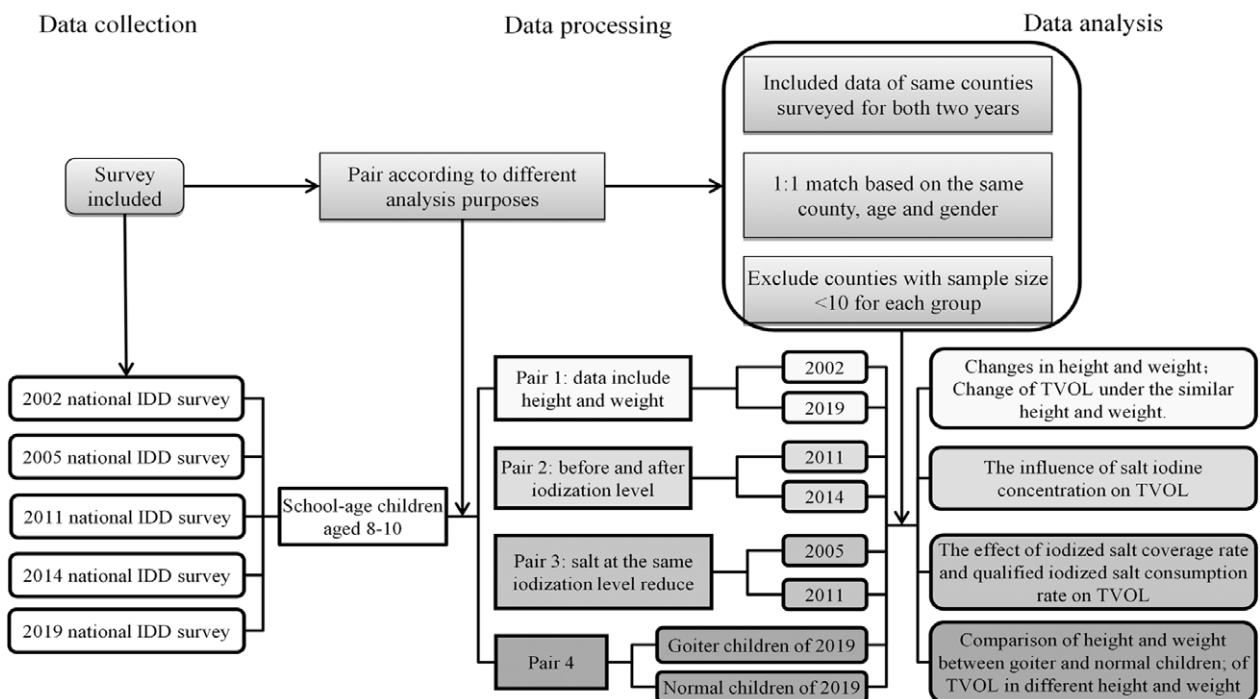 Data collection
Data processing
Data analysis
Included data of same counties
surveyed for both two years
Survey
included
Pair according to different
analysis purposes
1:1 match based on the same
county, age and gender
Exclude counties with sample size
<10 for each group
2002 national IDD survey
2005 national IDD survey
2011 national IDD survey
2014 national IDD survey
2019 national IDD survey
School-age children
aged 8-10
Pair 1: data include
height and weight
2002
2019
Pair 2: before and after
iodization level
2011
2014
Pair 3: salt at the same
iodization level reduce
2005
2011
Pair 4
Goiter children of 2019
Normal children of 2019
Changes in height and weight;
Change of TVOL under the similar
height and weight.
The influence of salt iodine
concentration on TVOL
The effect of iodized salt coverage rate
and qualified iodized salt consumption
rate on TVOL
Comparison of height and weight
between goiter and normal children; of
TVOL in different height and weight